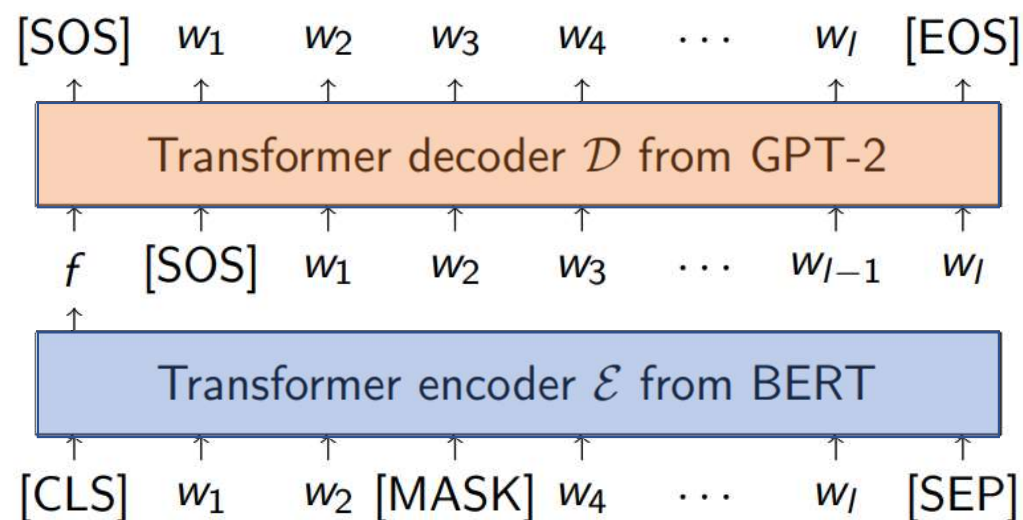 [SOS] w₁ w₂ w₃ w₄ ⋯ wₗ [EOS]
Transformer decoder 𝒟 from GPT-2
f [SOS] w₁ w₂ w₃ ⋯ wₗ₋₁ wₗ
Transformer encoder ℰ from BERT
[CLS] w₁ w₂ [MASK] w₄ ⋯ wₗ [SEP]